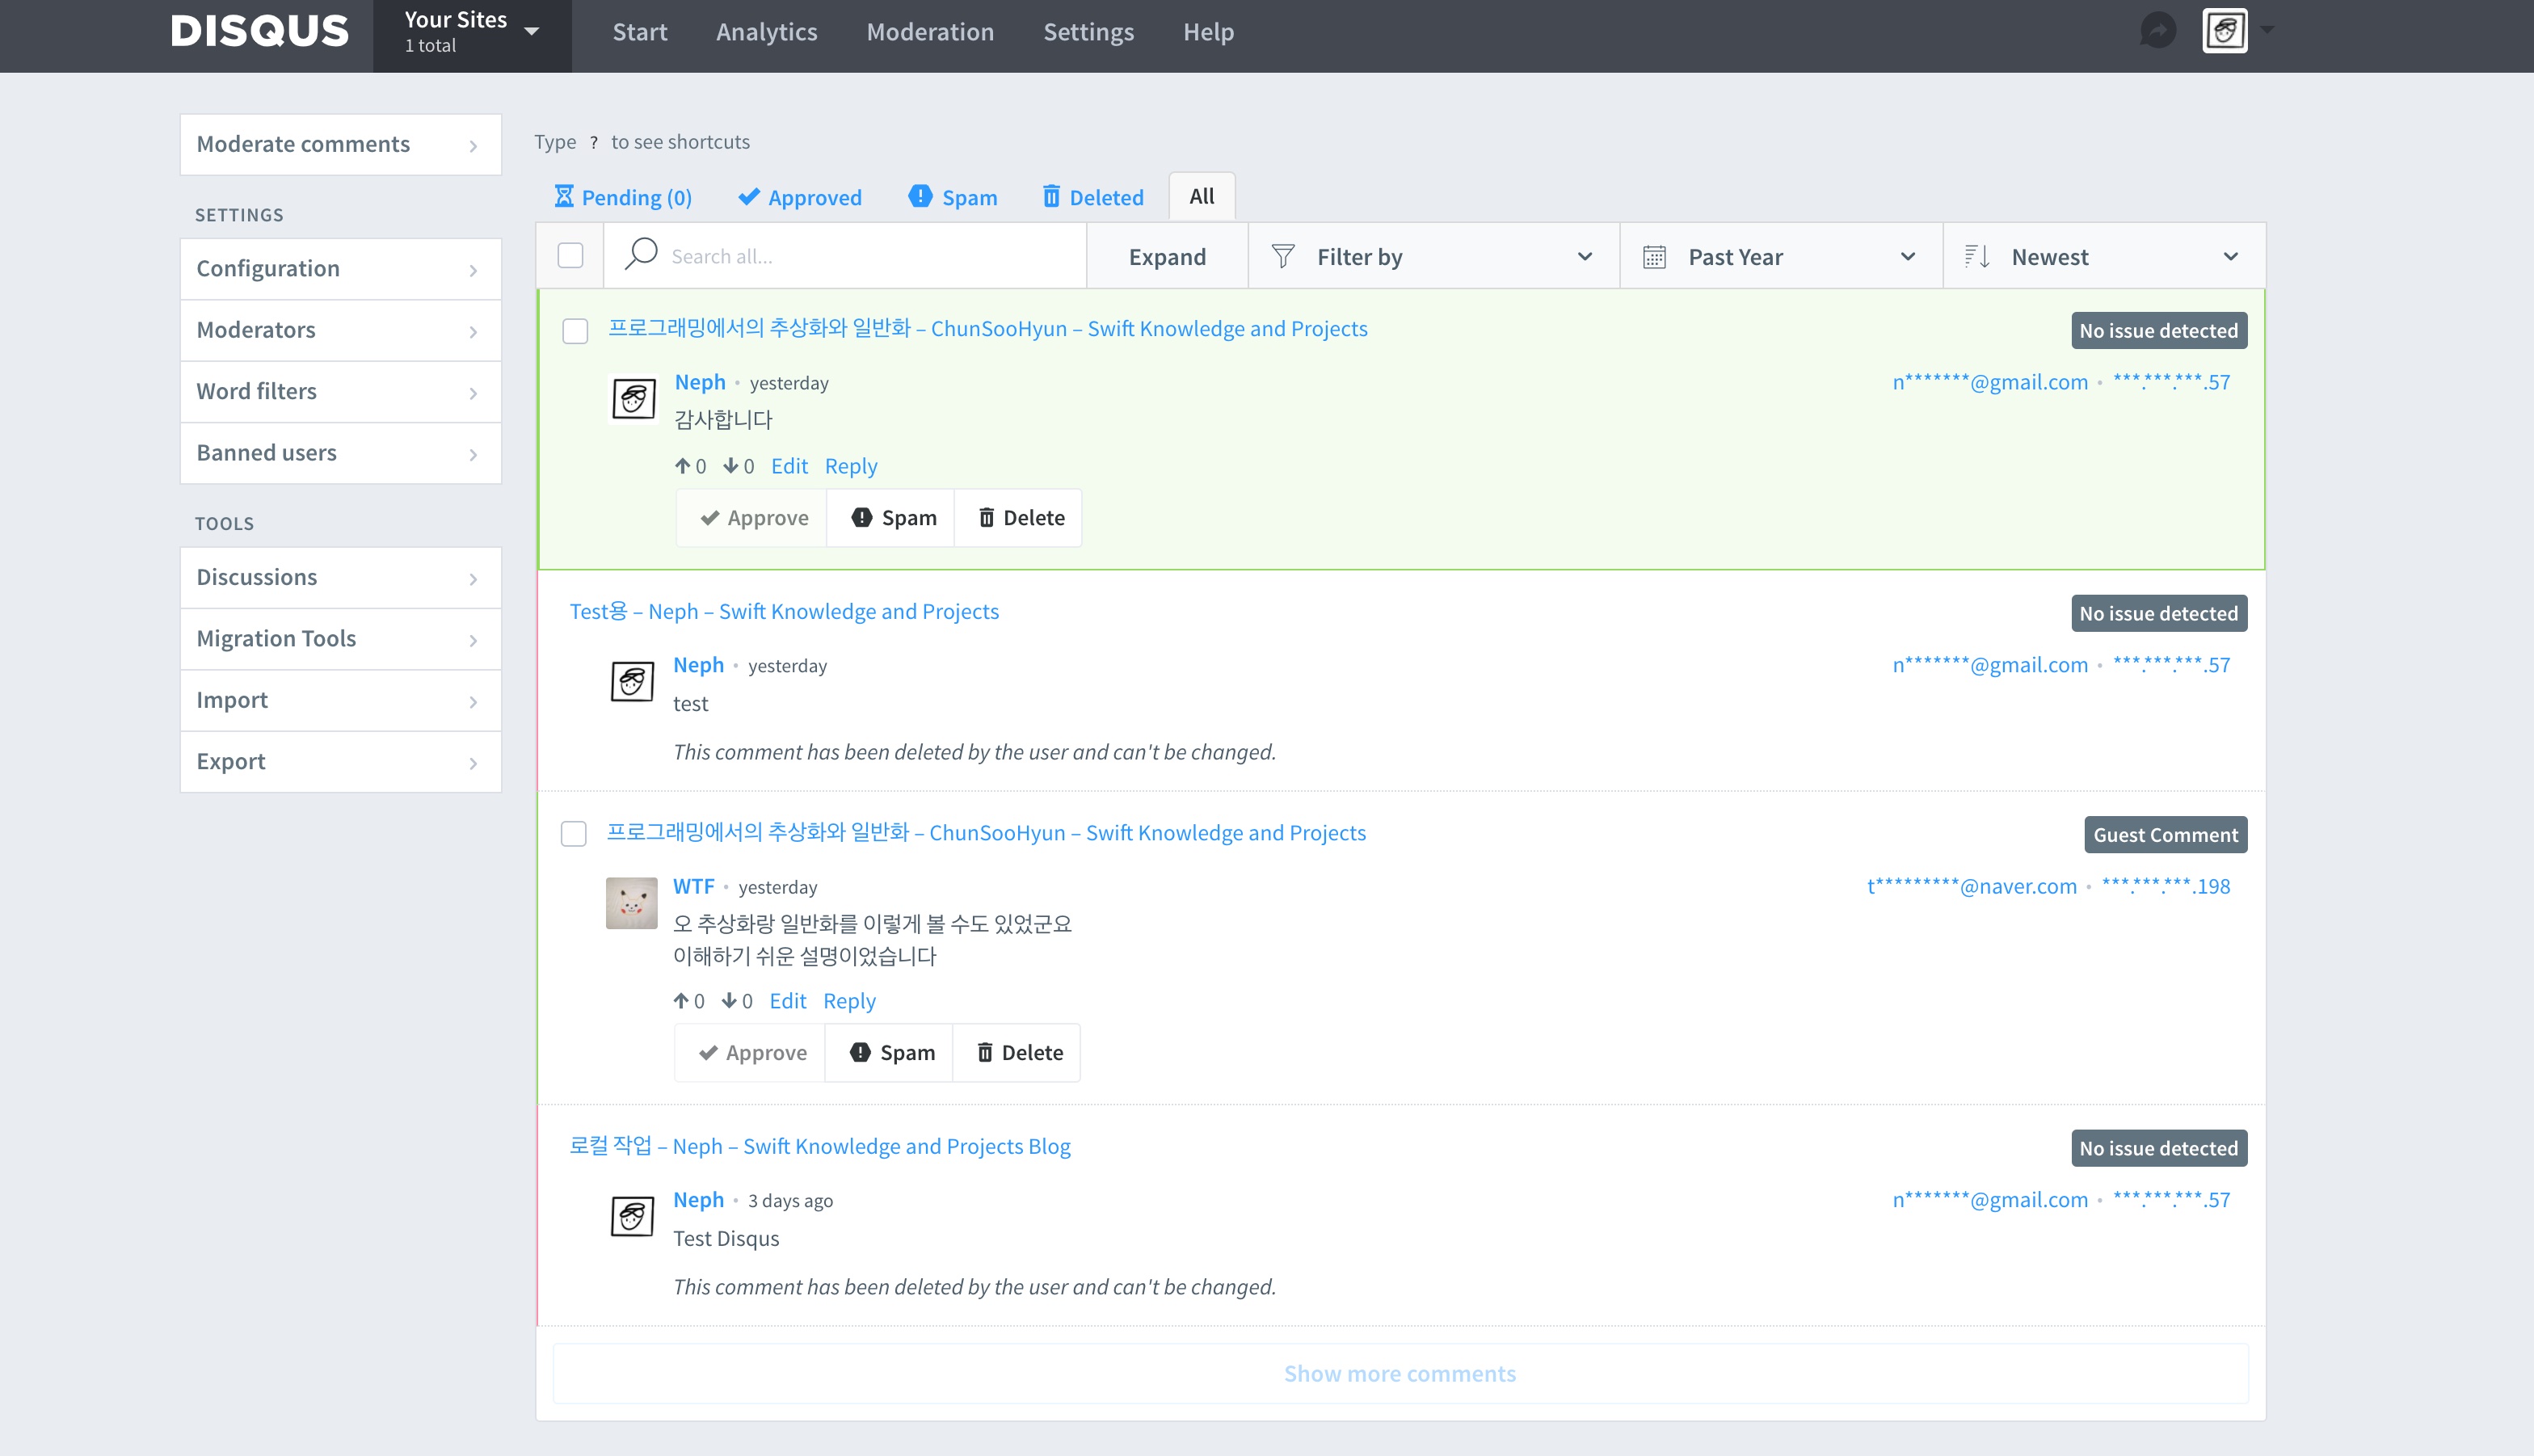 DISQUS
Your Sites
1 total
Start
Analytics
Moderation
Settings
Help
Moderate comments
SETTINGS
Configuration
Moderators
Word filters
Banned users
TOOLS
Discussions
Migration Tools
Import
Export
Type ? to see shortcuts
Pending (0)
Approved
Spam
Deleted
All
Search all...
Expand
Filter by
Past Year
Newest
프로그래밍에서의 추상화와 일반화 – ChunSooHyun – Swift Knowledge and Projects
No issue detected
Neph • yesterday
n*******@gmail.com • ***.***.***.57
감사합니다
0 0 Edit Reply
Approve Spam Delete
Test용 – Neph – Swift Knowledge and Projects
No issue detected
Neph • yesterday
n*******@gmail.com • ***.***.***.57
test
This comment has been deleted by the user and can't be changed.
프로그래밍에서의 추상화와 일반화 – ChunSooHyun – Swift Knowledge and Projects
Guest Comment
WTF • yesterday
t*********@naver.com • ***.***.***.198
오 추상화랑 일반화를 이렇게 볼 수도 있었군요
이해하기 쉬운 설명이었습니다
0 0 Edit Reply
Approve Spam Delete
로컬 작업 – Neph – Swift Knowledge and Projects Blog
No issue detected
Neph • 3 days ago
n*******@gmail.com • ***.***.***.57
Test Disqus
This comment has been deleted by the user and can't be changed.
Show more comments